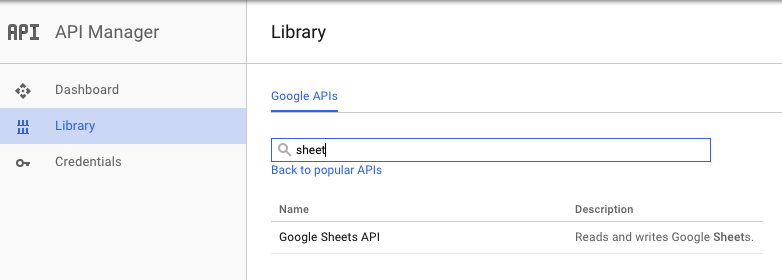 API API Manager
Dashboard
Library
Credentials
Library
Google APIs
sheet
Back to popular APIs
Name Description
Google Sheets API Reads and writes Google Sheets.